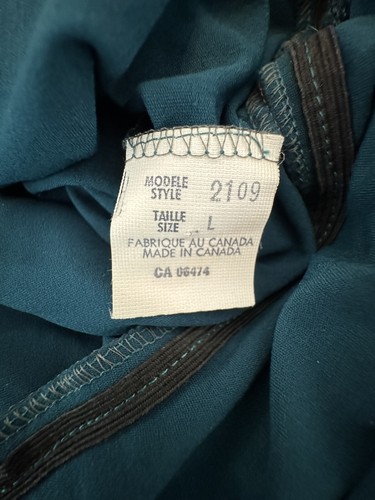 MODELE
STYLE 2109
TAILLE
SIZE L
FABRIQUE AU CANADA
MADE IN CANADA
CA 06474